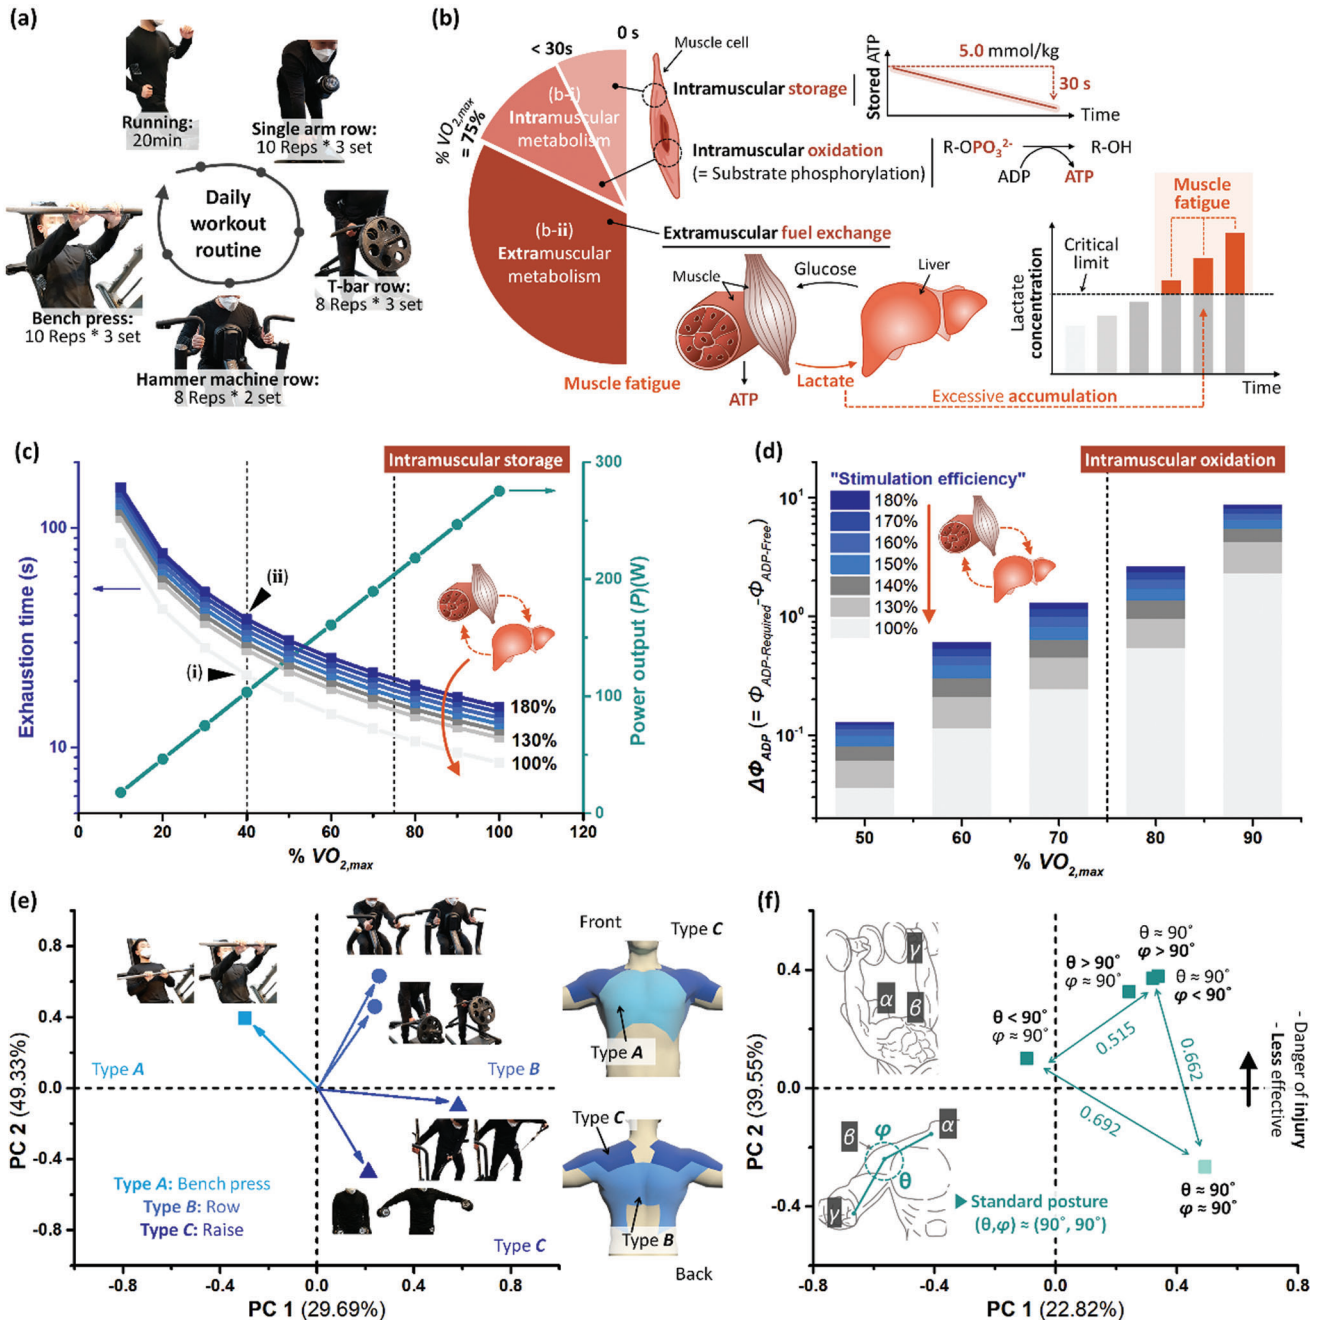 (a)
Running:
20min
Single arm row:
10 Reps * 3 set
Daily
workout
routine
Bench press:
10 Reps * 3 set
T-bar row:
8 Reps * 3 set
Hammer machine row:
8 Reps * 2 set
(b)
0 s
< 30s
% VO2,max
= 75%
(b-i)
Intramuscular
metabolism
(b-ii)
Extramuscular
metabolism
Muscle cell
Intramuscular storage
Intramuscular oxidation
(= Substrate phosphorylation)
Extramuscular fuel exchange
Stored ATP
5.0 mmol/kg
30 s
Time
R-OPO₃²⁻
R-OH
ADP
ATP
Muscle
Glucose
Liver
Muscle fatigue
ATP
Lactate
Excessive accumulation
Muscle
fatigue
Critical
limit
Lactate
concentration
Time
(c)
Intramuscular storage
Exhaustion time (s)
100
10
(ii)
(i)
180%
130%
100%
300
200
100
0
Power output (P)(W)
0 20 40 60 80 100 120
% VO2,max
(d)
Intramuscular oxidation
"Stimulation efficiency"
180%
170%
160%
150%
140%
130%
100%
ΔΦADP (= ΦADP-Required-ΦADP-Free)
10¹
10⁰
10⁻¹
50 60 70 80 90
% VO2,max
(e)
PC 2 (49.33%)
0.8
0.4
0.0
-0.4
-0.8
Type A
Type B
Type C
Type A: Bench press
Type B: Row
Type C: Raise
-0.8 -0.4 0.0 0.4 0.8
PC 1 (29.69%)
Front
Type C
Type A
Type C
Type B
Back
(f)
PC 2 (39.55%)
0.4
0.0
-0.4
γ
α
β
θ ≈ 90°
φ > 90°
θ > 90°
φ ≈ 90°
θ ≈ 90°
φ < 90°
θ < 90°
φ ≈ 90°
0.515
0.662
0.692
- Danger of injury
- Less effective
β
φ
α
θ
γ
θ ≈ 90°
φ ≈ 90°
Standard posture
(θ,φ) ≈ (90°, 90°)
-0.8 -0.4 0.0 0.4 0.8
PC 1 (22.82%)